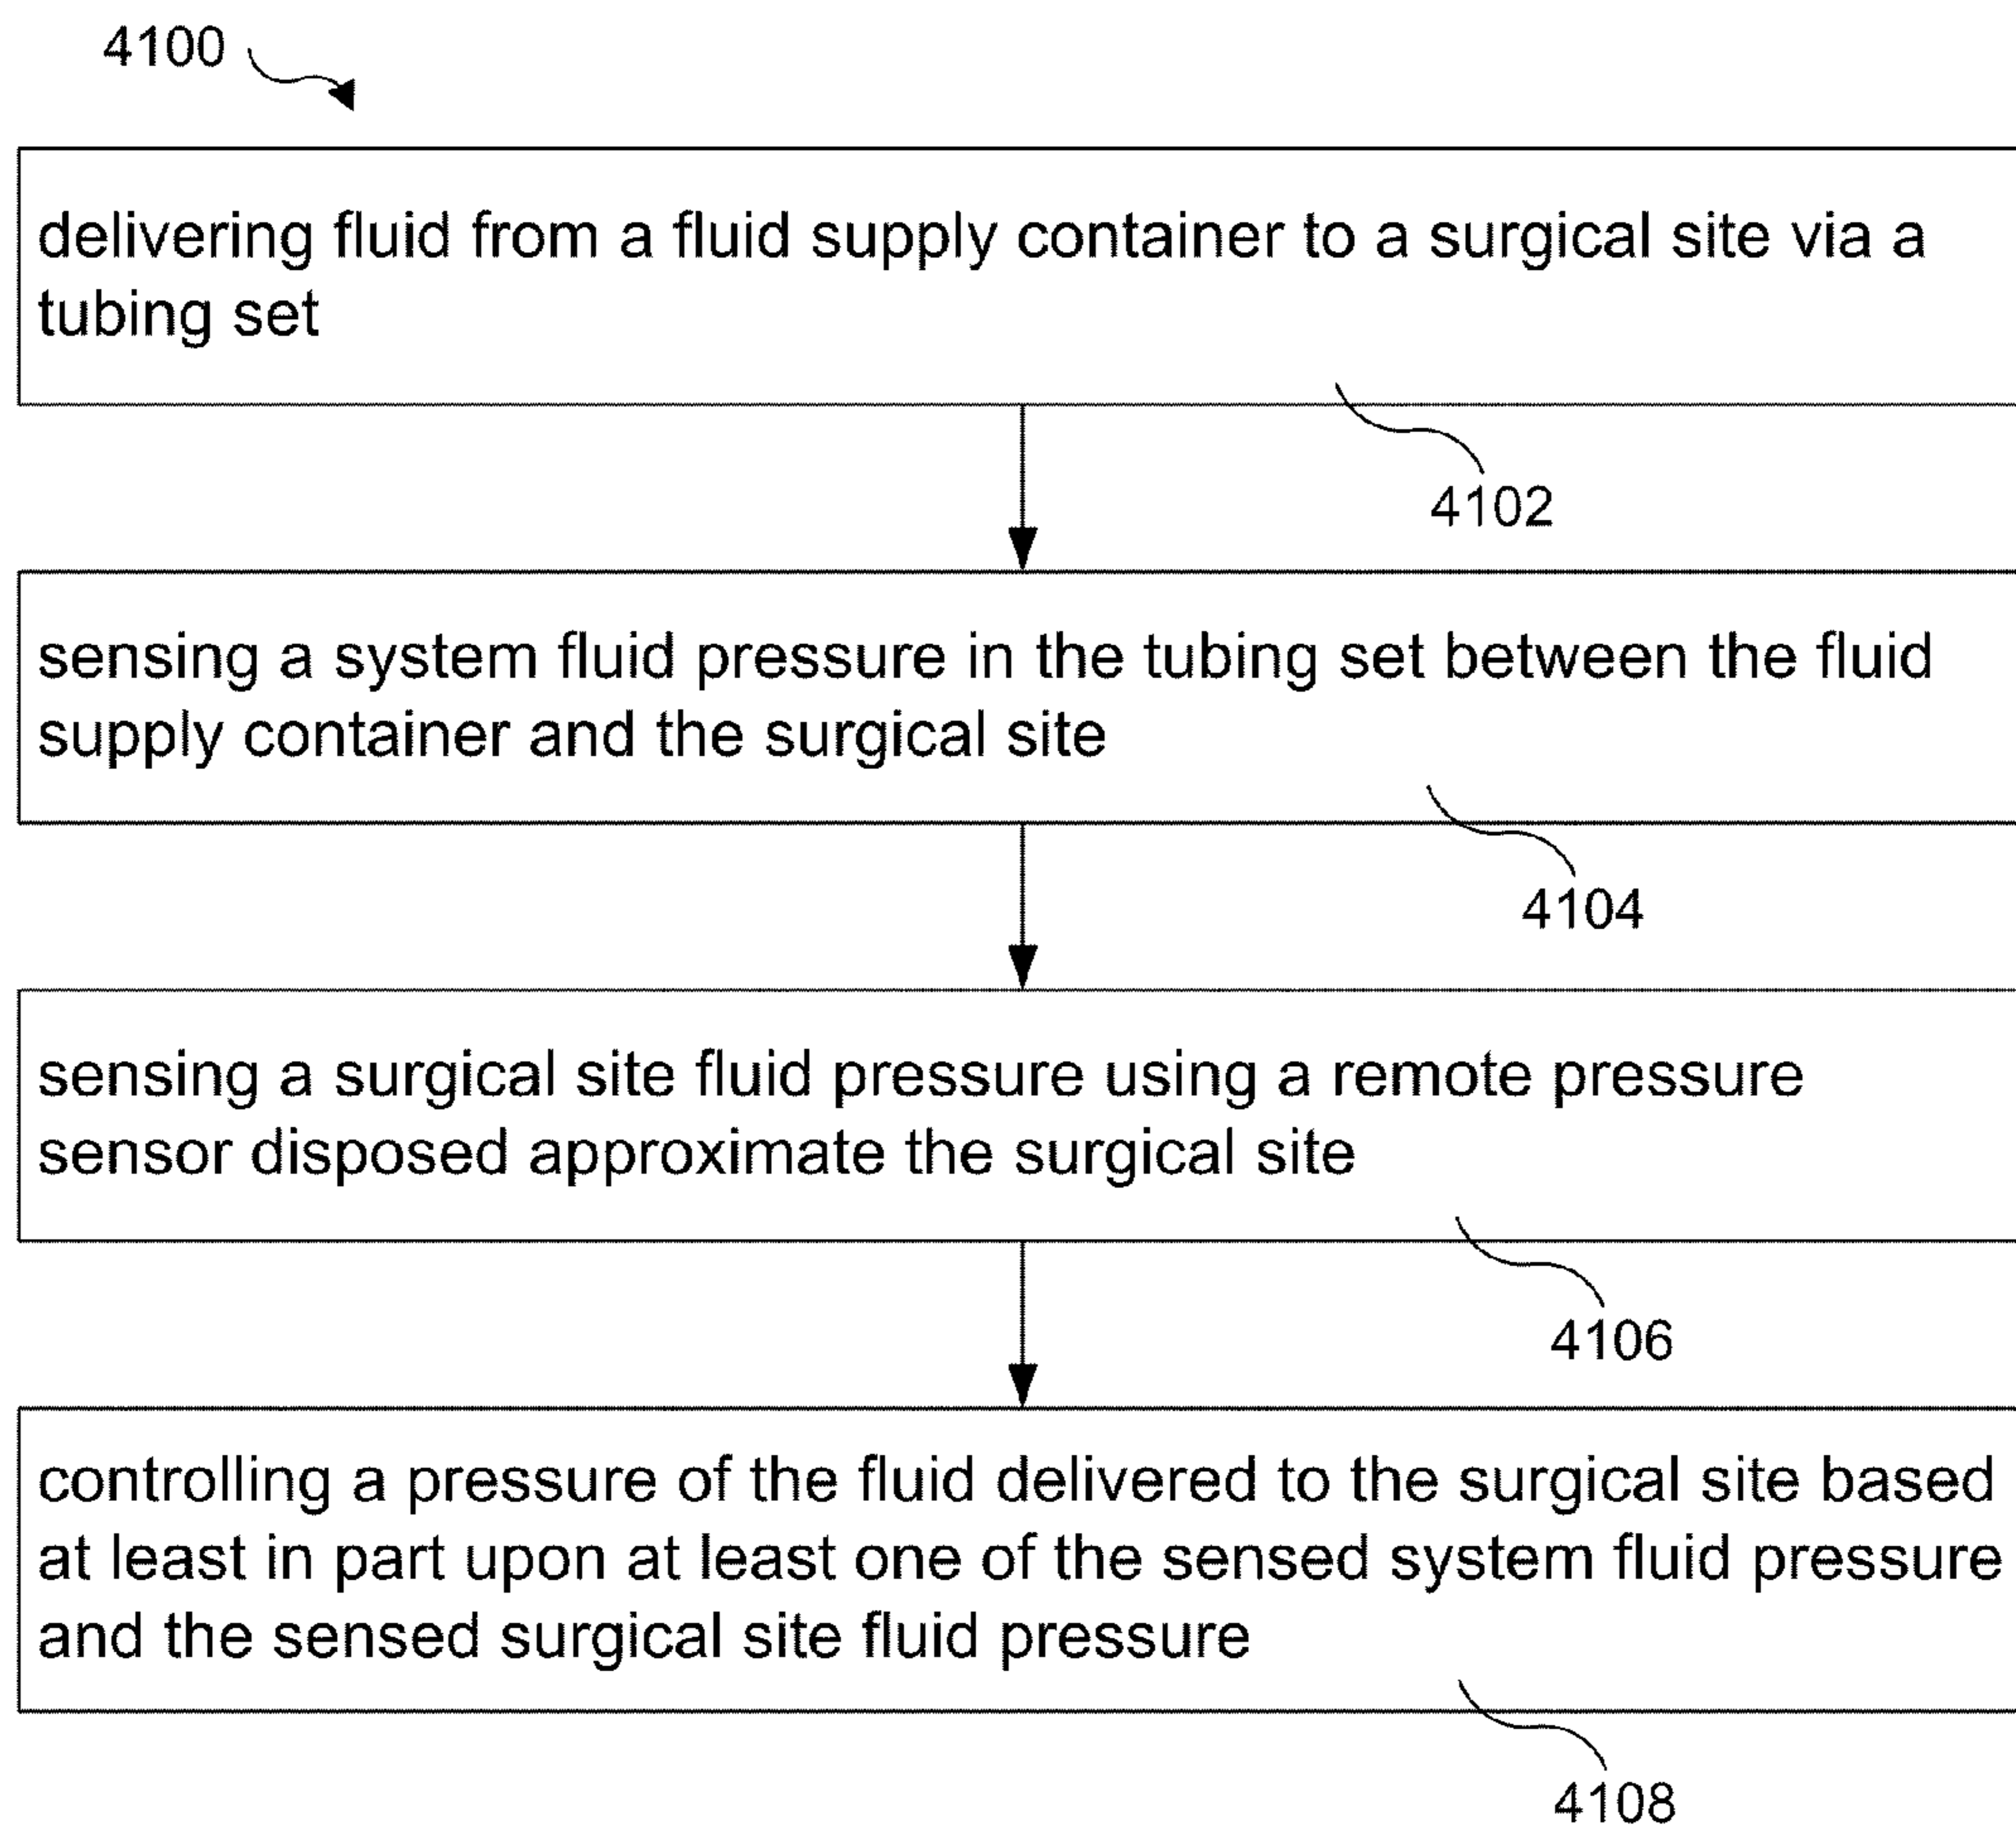 4100
delivering fluid from a fluid supply container to a surgical site via a
tubing set
4102
sensing a system fluid pressure in the tubing set between the fluid
supply container and the surgical site
4104
sensing a surgical site fluid pressure using a remote pressure
sensor disposed approximate the surgical site
4106
controlling a pressure of the fluid delivered to the surgical site based
at least in part upon at least one of the sensed system fluid pressure
and the sensed surgical site fluid pressure
4108